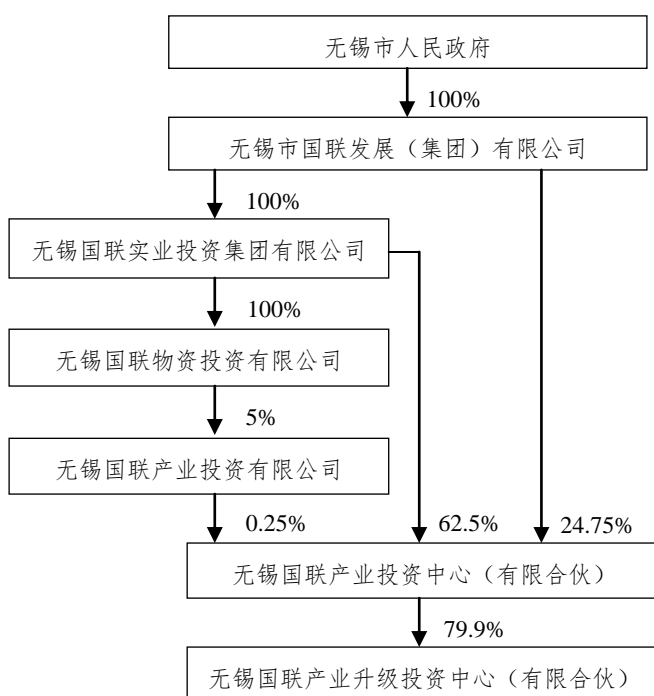 无锡市人民政府
100%
无锡市国联发展（集团）有限公司
100%
无锡国联实业投资集团有限公司
100%
无锡国联物资投资有限公司
5%
无锡国联产业投资有限公司
0.25%
62.5%
24.75%
无锡国联产业投资中心（有限合伙）
79.9%
无锡国联产业升级投资中心（有限合伙）